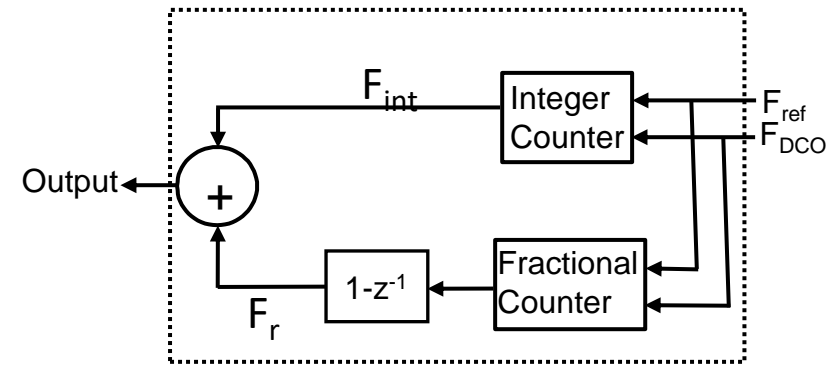 F_int
Integer
Counter
F_ref
F_DCO
Output
+
Fractional
Counter
1-z^-1
F_r